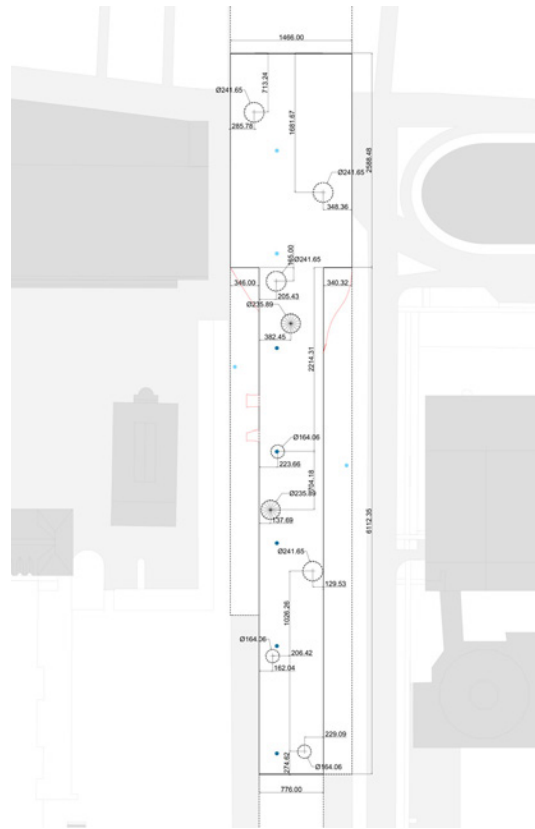 1466.00
713.24
Ø241.65
285.78
1681.67
2588.48
Ø241.65
348.36
165.00
Ø241.65
346.00
340.32
205.43
Ø235.89
382.45
2214.31
Ø164.06
223.66
704.18
Ø235.89
137.69
6112.35
Ø241.65
129.53
1026.26
Ø164.06
206.42
162.04
229.09
274.62
Ø164.06
776.00